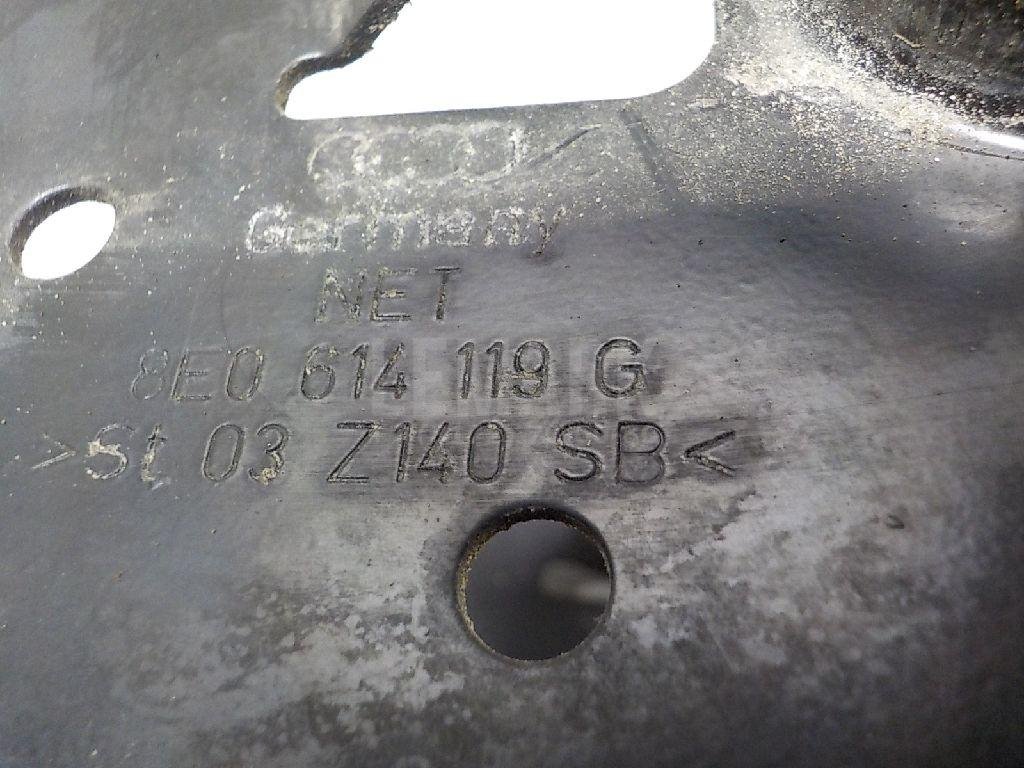 Germany
NET
8E0 614 119 G
>St 03 Z140 SB<